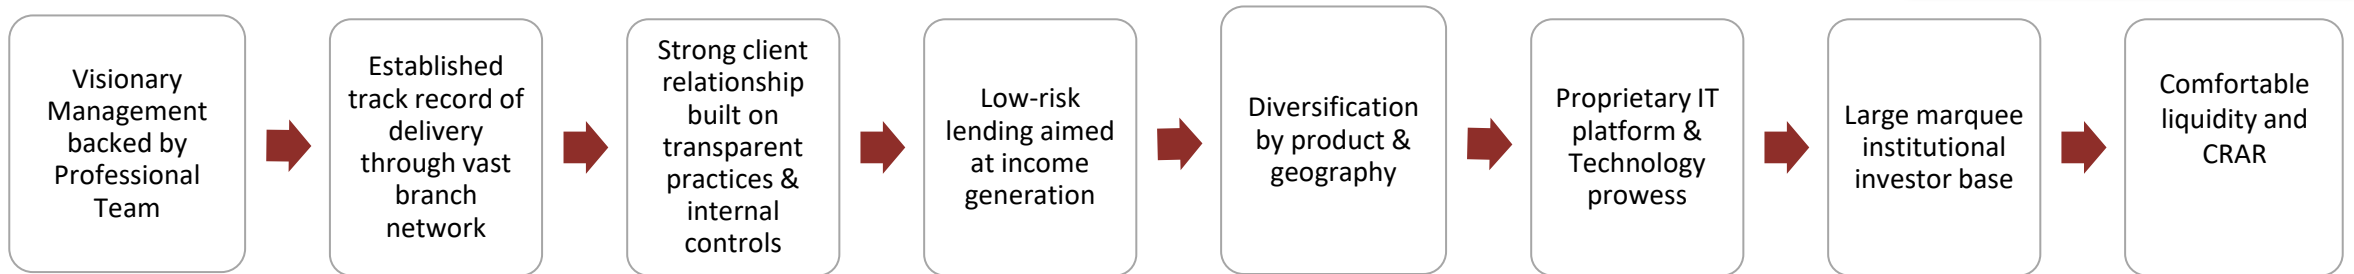 Visionary
Management
backed by
Professional
Team
Established
track record of
delivery
through vast
branch
network
Strong client
relationship
built on
transparent
practices &
internal
controls
Low-risk
lending aimed
at income
generation
Diversification
by product &
geography
Proprietary IT
platform &
Technology
prowess
Large marquee
institutional
investor base
Comfortable
liquidity and
CRAR